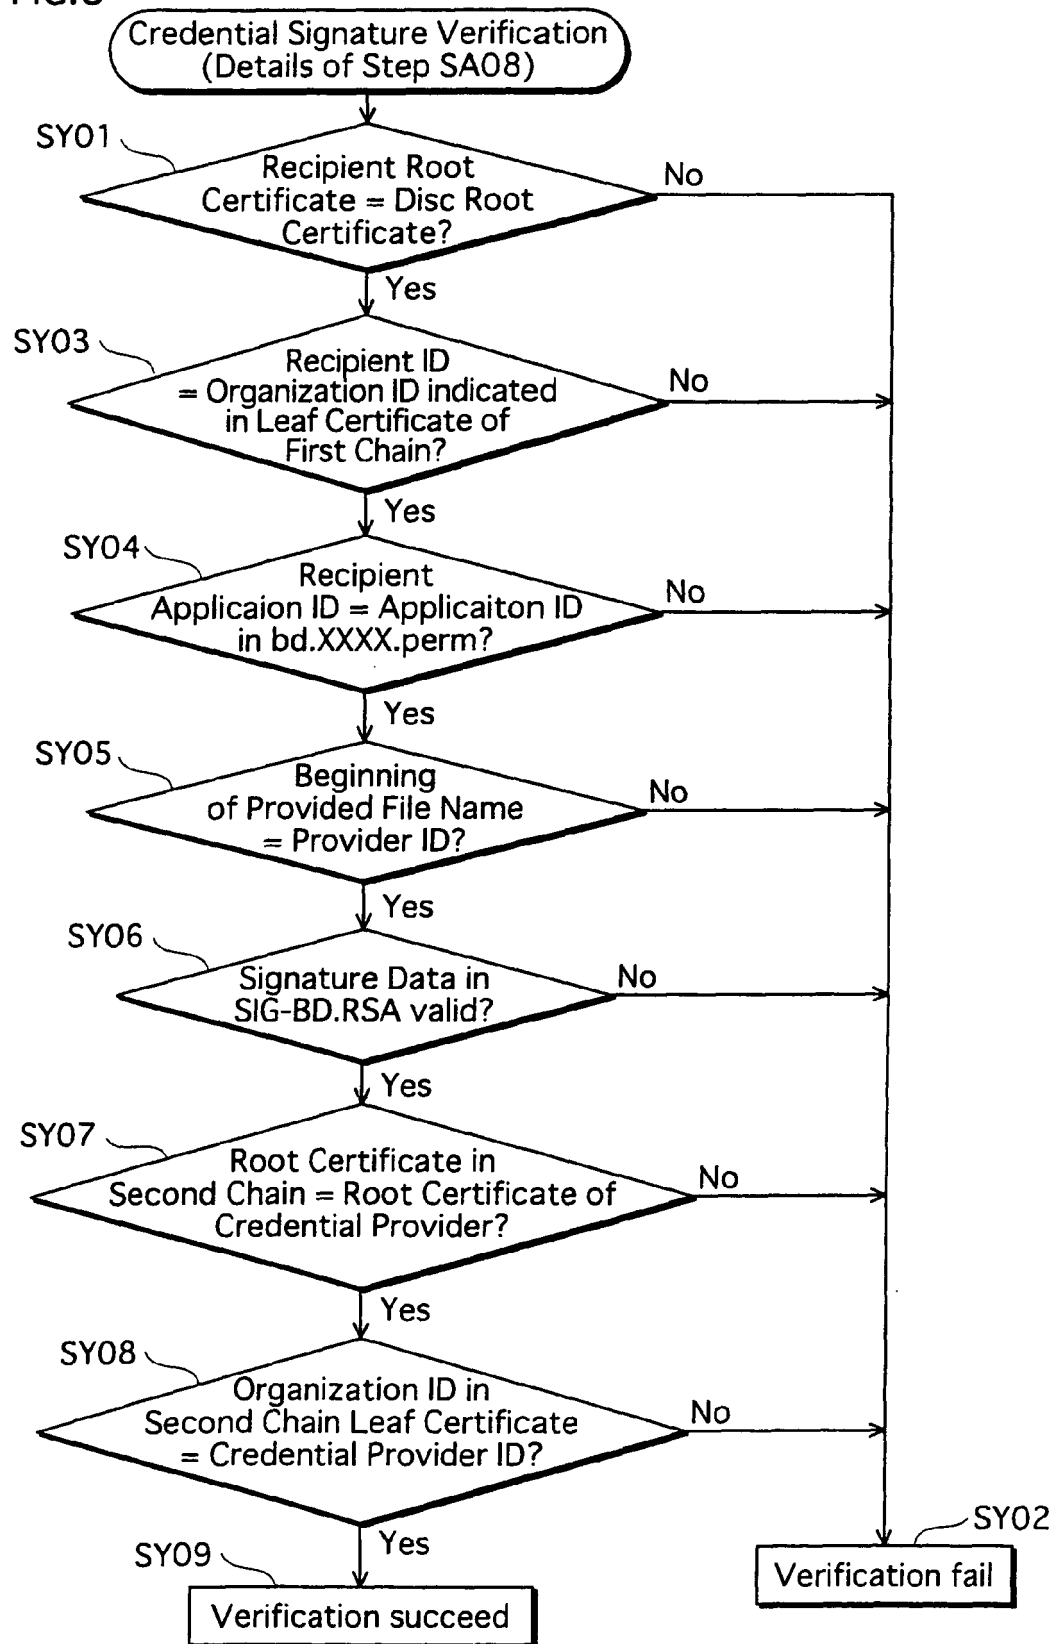 Credential Signature Verification
(Details of Step SA08)
SY01
Recipient Root
Certificate = Disc Root
Certificate?
No
Yes
SY03
Recipient ID
= Organization ID indicated
in Leaf Certificate of
First Chain?
No
Yes
SY04
Recipient
Applicaion ID = Applicaiton ID
in bd.XXXX.perm?
No
Yes
SY05
Beginning
of Provided File Name
= Provider ID?
No
Yes
SY06
Signature Data in
SIG-BD.RSA valid?
No
Yes
SY07
Root Certificate in
Second Chain = Root Certificate of
Credential Provider?
No
Yes
SY08
Organization ID in
Second Chain Leaf Certificate
= Credential Provider ID?
No
Yes
SY02
Verification fail
SY09
Verification succeed